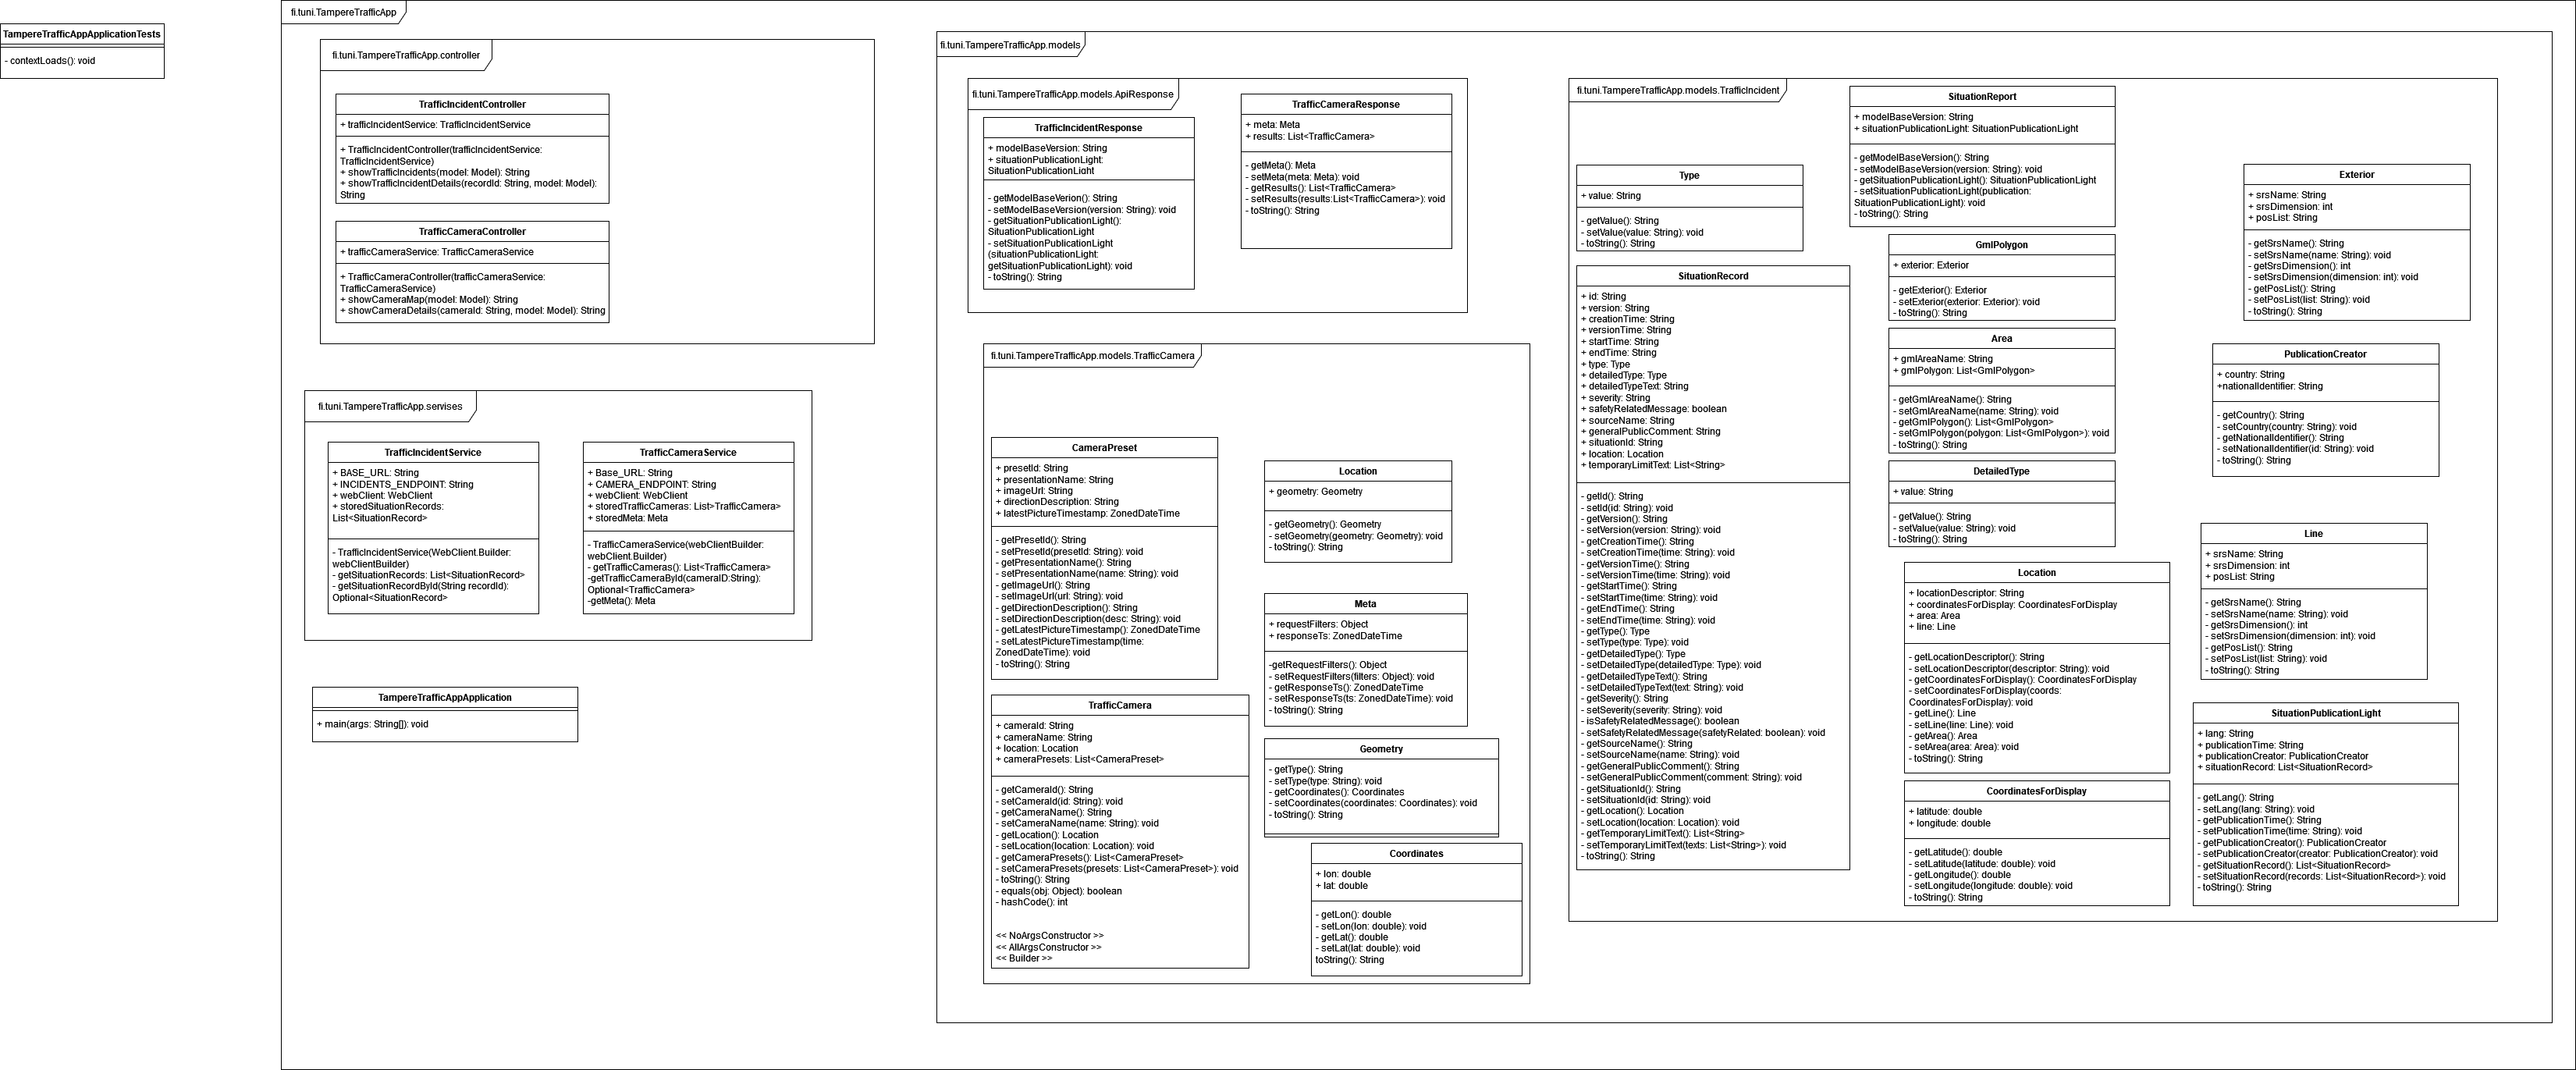 TampereTrafficAppApplicationTests
- contextLoads(): void
fi.tuni.TampereTrafficApp
fi.tuni.TampereTrafficApp.controller
TrafficIncidentController
+ trafficIncidentService: TrafficIncidentService
+ TrafficIncidentController(trafficIncidentService:
TrafficIncidentService)
+ showTrafficIncidents(model: Model): String
+ showTrafficIncidentDetails(recordId: String, model: Model):
String
TrafficCameraController
+ trafficCameraService: TrafficCameraService
+ TrafficCameraController(trafficCameraService:
TrafficCameraService)
+ showCameraMap(model: Model): String
+ showCameraDetails(cameraId: String, model: Model): String
fi.tuni.TampereTrafficApp.servises
TrafficIncidentService
+ BASE_URL: String
+ INCIDENTS_ENDPOINT: String
+ webClient: WebClient
+ storedSituationRecords:
List<SituationRecord>
- TrafficIncidentService(WebClient.Builder:
webClientBuilder)
- getSituationRecords: List<SituationRecord>
- getSituationRecordById(String recordId):
Optional<SituationRecord>
TrafficCameraService
+ Base_URL: String
+ CAMERA_ENDPOINT: String
+ webClient: WebClient
+ storedTrafficCameras: List>TrafficCamera>
+ storedMeta: Meta
- TrafficCameraService(webClientBuilder:
webClient.Builder)
- getTrafficCameras(): List<TrafficCamera>
-getTrafficCameraById(cameraID:String):
Optional<TrafficCamera>
-getMeta(): Meta
TampereTrafficAppApplication
+ main(args: String[]): void
fi.tuni.TampereTrafficApp.models
fi.tuni.TampereTrafficApp.models.ApiResponse
TrafficIncidentResponse
+ modelBaseVersion: String
+ situationPublicationLight:
SituationPublicationLight
- getModelBaseVerion(): String
- setModelBaseVersion(version: String): void
- getSituationPublicationLight():
SituationPublicationLight
- setSituationPublicationLight
(situationPublicationLight:
getSituationPublicationLight): void
- toString(): String
TrafficCameraResponse
+ meta: Meta
+ results: List<TrafficCamera>
- getMeta(): Meta
- setMeta(meta: Meta): void
- getResults(): List<TrafficCamera>
- setResults(results:List<TrafficCamera>): void
- toString(): String
fi.tuni.TampereTrafficApp.models.TrafficCamera
CameraPreset
+ presetId: String
+ presentationName: String
+ imageUrl: String
+ directionDescription: String
+ latestPictureTimestamp: ZonedDateTime
- getPresetId(): String
- setPresetId(presetId: String): void
- getPresentationName(): String
- setPresentationName(name: String): void
- getImageUrl(): String
- setImageUrl(url: String): void
- getDirectionDescription(): String
- setDirectionDescription(desc: String): void
- getLatestPictureTimestamp(): ZonedDateTime
- setLatestPictureTimestamp(time:
ZonedDateTime): void
- toString(): String
TrafficCamera
+ cameraId: String
+ cameraName: String
+ location: Location
+ cameraPresets: List<CameraPreset>
- getCameraId(): String
- setCameraId(id: String): void
- getCameraName(): String
- setCameraName(name: String): void
- getLocation(): Location
- setLocation(location: Location): void
- getCameraPresets(): List<CameraPreset>
- setCameraPresets(presets: List<CameraPreset>): void
- toString(): String
- equals(obj: Object): boolean
- hashCode(): int
<< NoArgsConstructor >>
<< AllArgsConstructor >>
<< Builder >>
Location
+ geometry: Geometry
- getGeometry(): Geometry
- setGeometry(geometry: Geometry): void
- toString(): String
Meta
+ requestFilters: Object
+ responseTs: ZonedDateTime
-getRequestFilters(): Object
- setRequestFilters(filters: Object): void
- getResponseTs(): ZonedDateTime
- setResponseTs(ts: ZonedDateTime): void
- toString(): String
Geometry
- getType(): String
- setType(type: String): void
- getCoordinates(): Coordinates
- setCoordinates(coordinates: Coordinates): void
- toString(): String
Coordinates
+ lon: double
+ lat: double
- getLon(): double
- setLon(lon: double): void
- getLat(): double
- setLat(lat: double): void
toString(): String
fi.tuni.TampereTrafficApp.models.TrafficIncident
Type
+ value: String
- getValue(): String
- setValue(value: String): void
- toString(): String
SituationRecord
+ id: String
+ version: String
+ creationTime: String
+ versionTime: String
+ startTime: String
+ endTime: String
+ type: Type
+ detailedType: Type
+ detailedTypeText: String
+ severity: String
+ safetyRelatedMessage: boolean
+ sourceName: String
+ generalPublicComment: String
+ situationId: String
+ location: Location
+ temporaryLimitText: List<String>
- getId(): String
- setId(id: String): void
- getVersion(): String
- setVersion(version: String): void
- getCreationTime(): String
- setCreationTime(time: String): void
- getVersionTime(): String
- setVersionTime(time: String): void
- getStartTime(): String
- setStartTime(time: String): void
- getEndTime(): String
- setEndTime(time: String): void
- getType(): Type
- setType(type: Type): void
- getDetailedType(): Type
- setDetailedType(detailedType: Type): void
- getDetailedTypeText(): String
- setDetailedTypeText(text: String): void
- getSeverity(): String
- setSeverity(severity: String): void
- isSafetyRelatedMessage(): boolean
- setSafetyRelatedMessage(safetyRelated: boolean): void
- getSourceName(): String
- setSourceName(name: String): void
- getGeneralPublicComment(): String
- setGeneralPublicComment(comment: String): void
- getSituationId(): String
- setSituationId(id: String): void
- getLocation(): Location
- setLocation(location: Location): void
- getTemporaryLimitText(): List<String>
- setTemporaryLimitText(texts: List<String>): void
- toString(): String
SituationReport
+ modelBaseVersion: String
+ situationPublicationLight: SituationPublicationLight
- getModelBaseVersion(): String
- setModelBaseVersion(version: String): void
- getSituationPublicationLight(): SituationPublicationLight
- setSituationPublicationLight(publication:
SituationPublicationLight): void
- toString(): String
GmlPolygon
+ exterior: Exterior
- getExterior(): Exterior
- setExterior(exterior: Exterior): void
- toString(): String
Area
+ gmlAreaName: String
+ gmlPolygon: List<GmlPolygon>
- getGmlAreaName(): String
- setGmlAreaName(name: String): void
- getGmlPolygon(): List<GmlPolygon>
- setGmlPolygon(polygon: List<GmlPolygon>): void
- toString(): String
DetailedType
+ value: String
- getValue(): String
- setValue(value: String): void
- toString(): String
Location
+ locationDescriptor: String
+ coordinatesForDisplay: CoordinatesForDisplay
+ area: Area
+ line: Line
- getLocationDescriptor(): String
- setLocationDescriptor(descriptor: String): void
- getCoordinatesForDisplay(): CoordinatesForDisplay
- setCoordinatesForDisplay(coords:
CoordinatesForDisplay): void
- getLine(): Line
- setLine(line: Line): void
- getArea(): Area
- setArea(area: Area): void
- toString(): String
CoordinatesForDisplay
+ latitude: double
+ longitude: double
- getLatitude(): double
- setLatitude(latitude: double): void
- getLongitude(): double
- setLongitude(longitude: double): void
- toString(): String
Exterior
+ srsName: String
+ srsDimension: int
+ posList: String
- getSrsName(): String
- setSrsName(name: String): void
- getSrsDimension(): int
- setSrsDimension(dimension: int): void
- getPosList(): String
- setPosList(list: String): void
- toString(): String
PublicationCreator
+ country: String
+nationalIdentifier: String
- getCountry(): String
- setCountry(country: String): void
- getNationalIdentifier(): String
- setNationalIdentifier(id: String): void
- toString(): String
Line
+ srsName: String
+ srsDimension: int
+ posList: String
- getSrsName(): String
- setSrsName(name: String): void
- getSrsDimension(): int
- setSrsDimension(dimension: int): void
- getPosList(): String
- setPosList(list: String): void
- toString(): String
SituationPublicationLight
+ lang: String
+ publicationTime: String
+ publicationCreator: PublicationCreator
+ situationRecord: List<SituationRecord>
- getLang(): String
- setLang(lang: String): void
- getPublicationTime(): String
- setPublicationTime(time: String): void
- getPublicationCreator(): PublicationCreator
- setPublicationCreator(creator: PublicationCreator): void
- getSituationRecord(): List<SituationRecord>
- setSituationRecord(records: List<SituationRecord>): void
- toString(): String